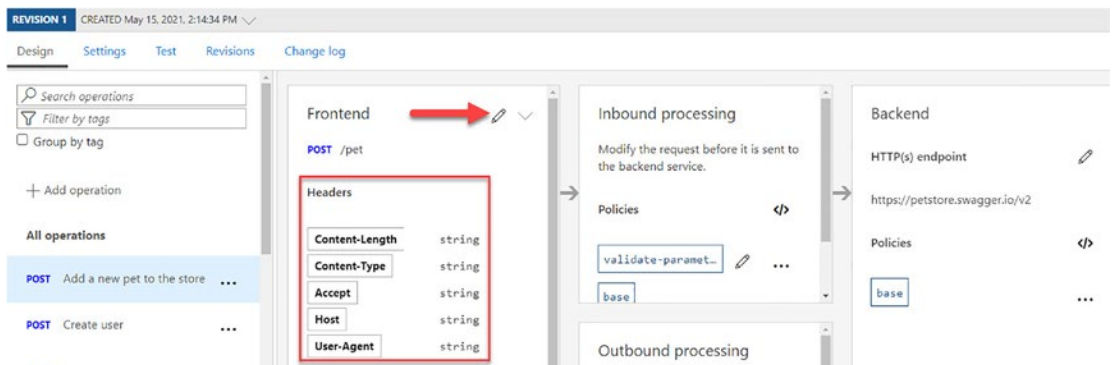 REVISION 1 CREATED May 15, 2021, 2:14:34 PM
Design Settings Test Revisions Change log
Search operations
Filter by tags
Group by tag
Add operation
All operations
POST Add a new pet to the store ...
POST Create user ...
Frontend
POST /pet
Headers
Content-Length string
Content-Type string
Accept string
Host string
User-Agent string
Inbound processing
Modify the request before it is sent to
the backend service.
Policies </>
validate-paramet… ...
base
Outbound processing
Backend
HTTP(s) endpoint
https://petstore.swagger.io/v2
Policies </>
base ...